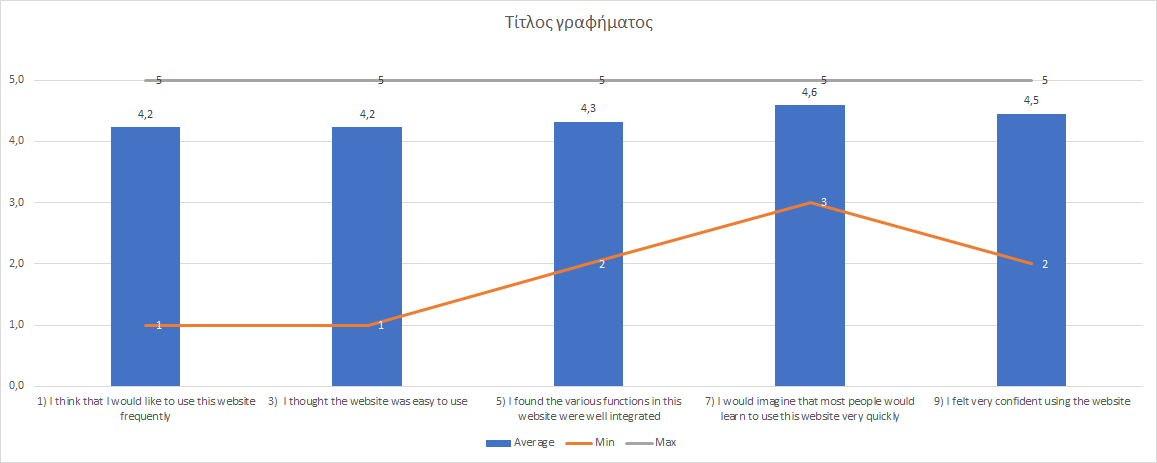 Τίτλος γραφήματος
5,0
4,0
3,0
2,0
1,0
0,0
5 5 5 5 5
4,2 4,2 4,3 4,6 4,5
1 1 2 3 2
1) I think that I would like to use this website
frequently
3)  I thought the website was easy to use
5) I found the various functions in this
website were well integrated
7) I would imagine that most people would
learn to use this website very quickly
9) I felt very confident using the website
Average Min Max